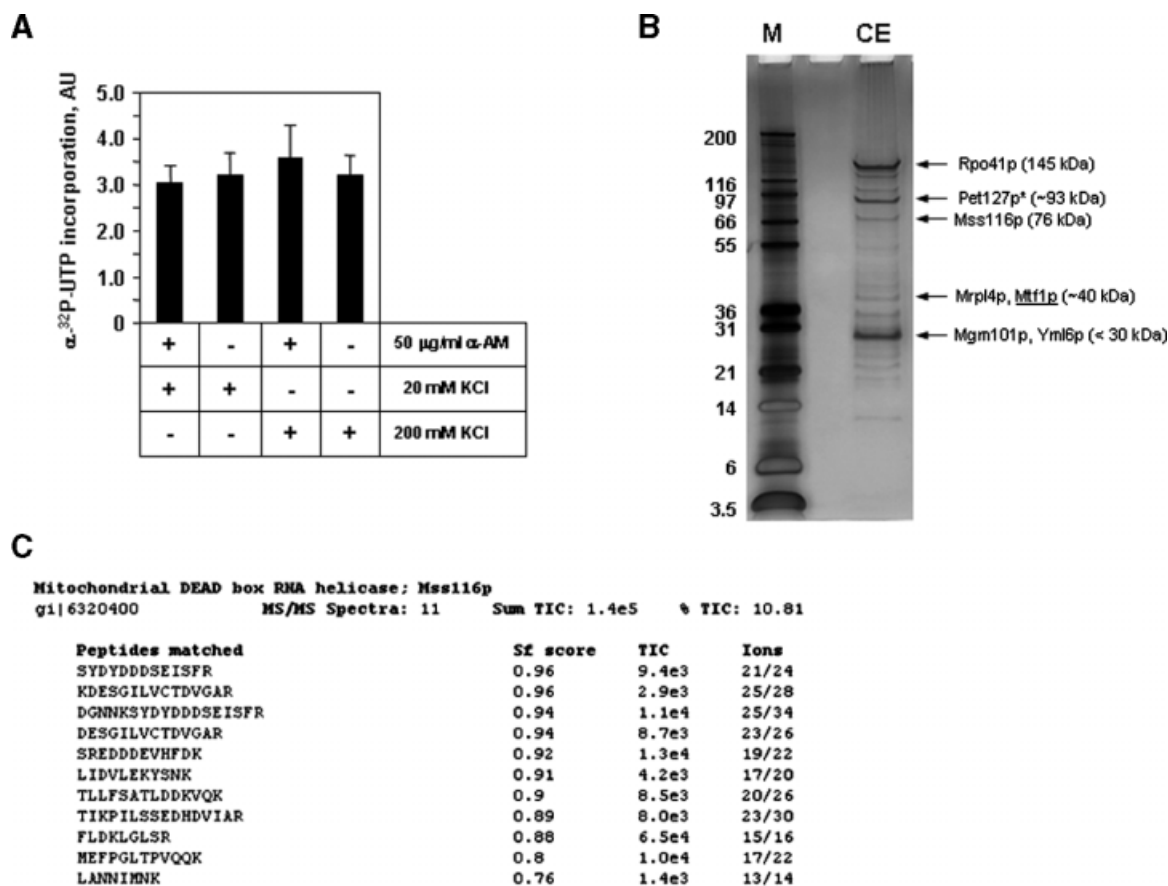 A
α-³²P-UTP incorporation, AU
5.0
4.0
3.0
2.0
1.0
0
+ - + - 50 µg/ml α-AM
+ + - - 20 mM KCl
- - + + 200 mM KCl
B
M CE
200
116
97
66
55
36
31
21
14
6
3.5
Rpo41p (145 kDa)
Pet127p* (~93 kDa)
Mss116p (76 kDa)
Mrpl4p, Mtf1p (~40 kDa)
Mgm101p, Yml6p (< 30 kDa)
C
Mitochondrial DEAD box RNA helicase; Mss116p
gi|6320400 MS/MS Spectra: 11 Sum TIC: 1.4e5 % TIC: 10.81
Peptides matched Sf score TIC Ions
SYDYDDDSEISFR 0.96 9.4e3 21/24
KDESGILVCTDVGAR 0.96 2.9e3 25/28
DGNNKSYDYDDDSEISFR 0.94 1.1e4 25/34
DESGILVCTDVGAR 0.94 8.7e3 23/26
SREDDDEVHFDK 0.92 1.3e4 19/22
LIDVLEKYSNK 0.91 4.2e3 17/20
TLLFSATLDDKVQK 0.9 8.5e3 20/26
TIKPILSSEDHDVIAR 0.89 8.0e3 23/30
FLDKLGLSR 0.88 6.5e4 15/16
MEFPGLTPVQQK 0.8 1.0e4 17/22
LANNIMNK 0.76 1.4e3 13/14